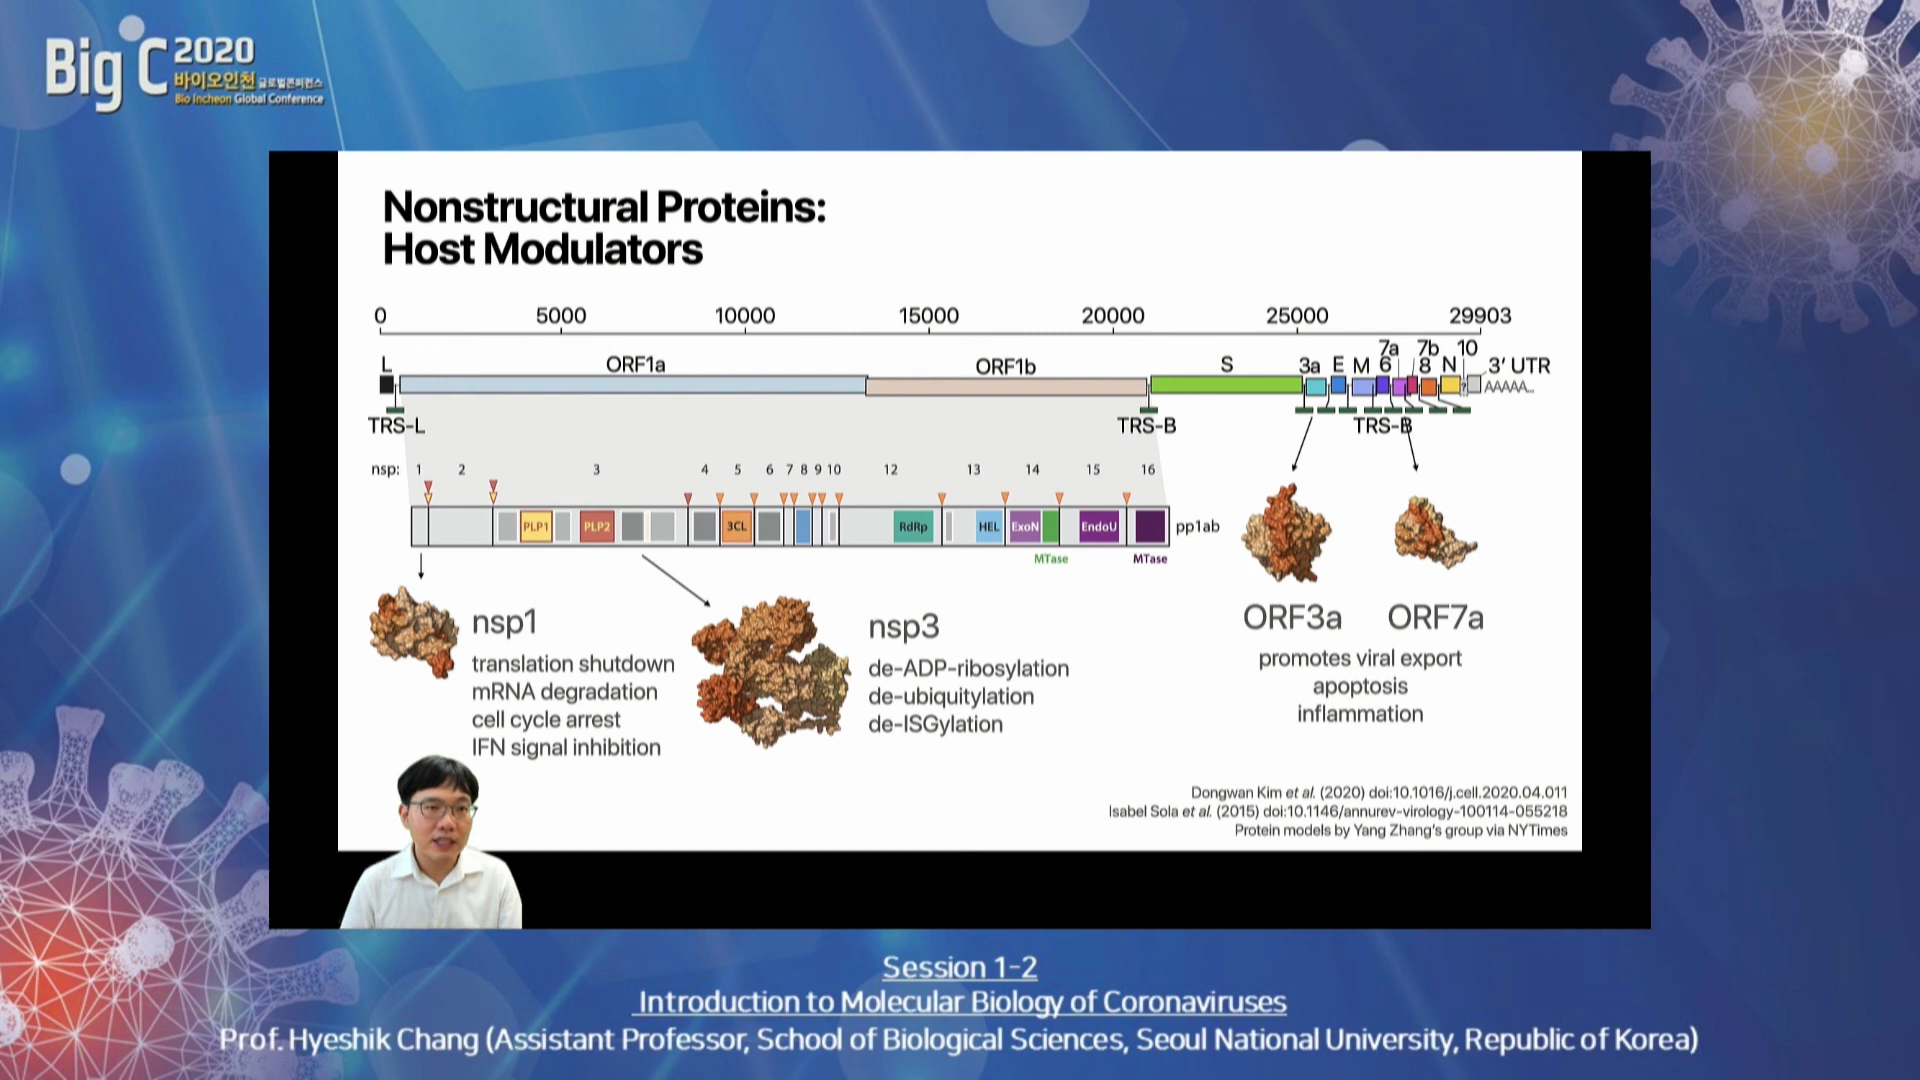 Big C 2020
바이오인천 글로벌콘퍼런스
Bio Incheon Global Conference
Nonstructural Proteins:
Host Modulators
0 5000 10000 15000 20000 25000 29903
7a 7b 10
L ORF1a ORF1b S 3a E M 6 8 N 3′ UTR
? AAAAA...
TRS-L TRS-B TRS-B
nsp: 1 2 3 4 5 6 7 8 9 10 12 13 14 15 16
PLP1 PLP2 3CL RdRp HEL ExoN EndoU pp1ab
MTase MTase
nsp1
translation shutdown
mRNA degradation
cell cycle arrest
IFN signal inhibition
nsp3
de-ADP-ribosylation
de-ubiquitylation
de-ISGylation
ORF3a ORF7a
promotes viral export
apoptosis
inflammation
Dongwan Kim et al. (2020) doi:10.1016/j.cell.2020.04.011
Isabel Sola et al. (2015) doi:10.1146/annurev-virology-100114-055218
Protein models by Yang Zhang's group via NYTimes
Session 1-2
Introduction to Molecular Biology of Coronaviruses
Prof. Hyeshik Chang (Assistant Professor, School of Biological Sciences, Seoul National University, Republic of Korea)